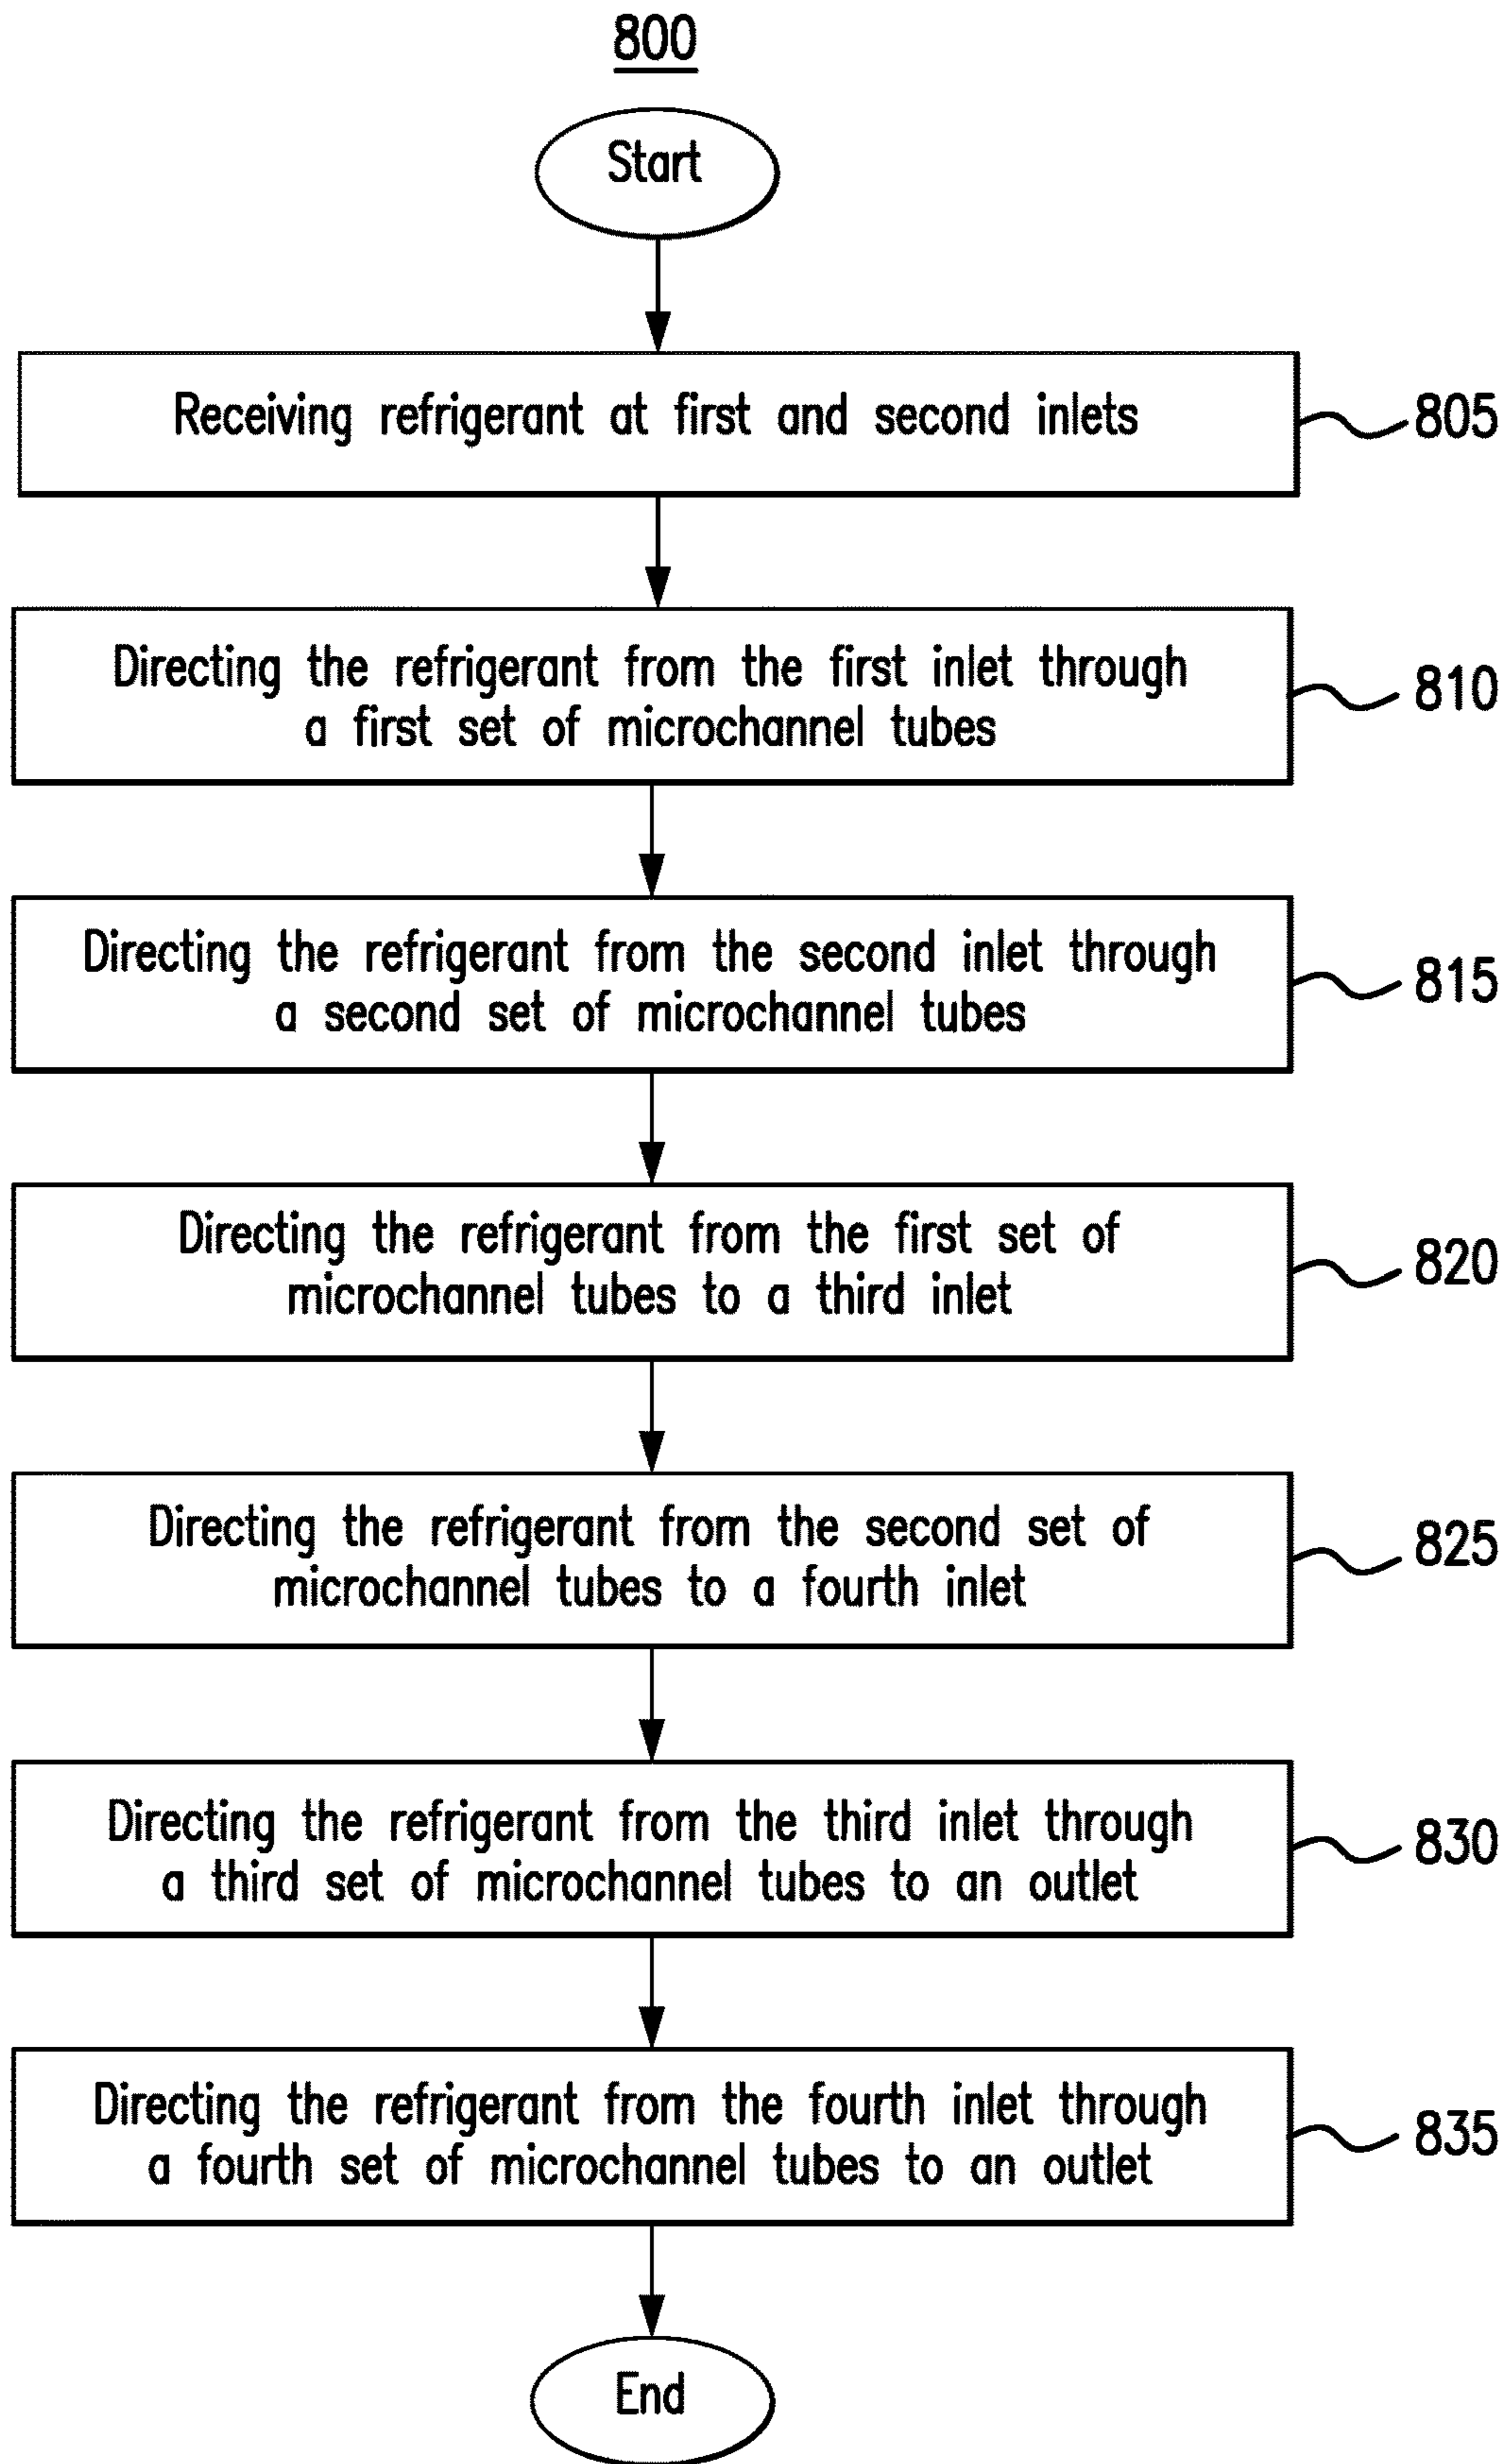 800
Start
Receiving refrigerant at first and second inlets
805
Directing the refrigerant from the first inlet through
a first set of microchannel tubes
810
Directing the refrigerant from the second inlet through
a second set of microchannel tubes
815
Directing the refrigerant from the first set of
microchannel tubes to a third inlet
820
Directing the refrigerant from the second set of
microchannel tubes to a fourth inlet
825
Directing the refrigerant from the third inlet through
a third set of microchannel tubes to an outlet
830
Directing the refrigerant from the fourth inlet through
a fourth set of microchannel tubes to an outlet
835
End